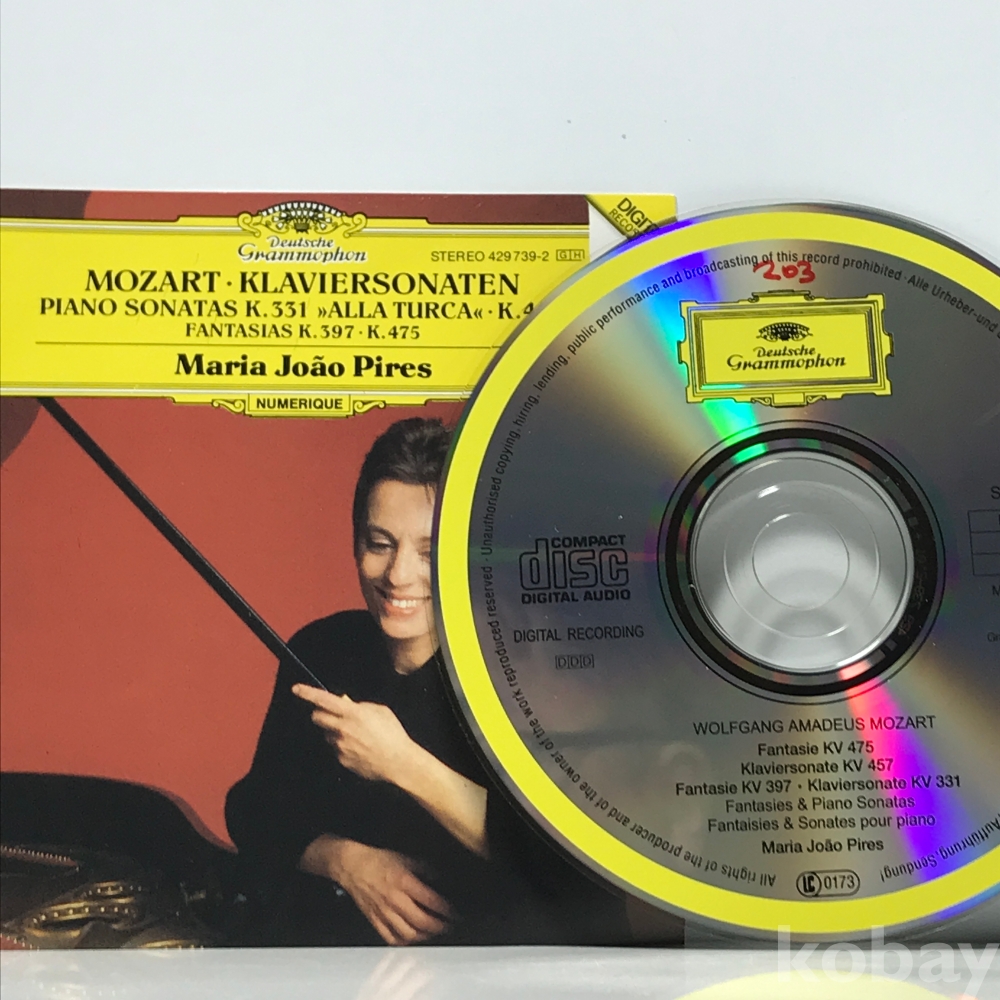 Deutsche
Grammophon
STEREO 429 739-2 GH
MOZART · KLAVIERSONATEN
PIANO SONATAS K.331 »ALLA TURCA« · K.4
FANTASIAS K.397 · K.475
Maria João Pires
NUMERIQUE
203
Deutsche
Grammophon
COMPACT
disc
DIGITAL AUDIO
DIGITAL RECORDING
DDD
WOLFGANG AMADEUS MOZART
Fantasie KV 475
Klaviersonate KV 457
Fantasie KV 397 · Klaviersonate KV 331
Fantasies & Piano Sonatas
Fantaisies & Sonates pour piano
Maria João Pires
LC 0173
All rights of the producer and of the owner of the work reproduced reserved · Unauthorised copying, hiring, lending, public performance and broadcasting of this record prohibited · Alle Urheber-und
Aufführung, Sendung!
kobay